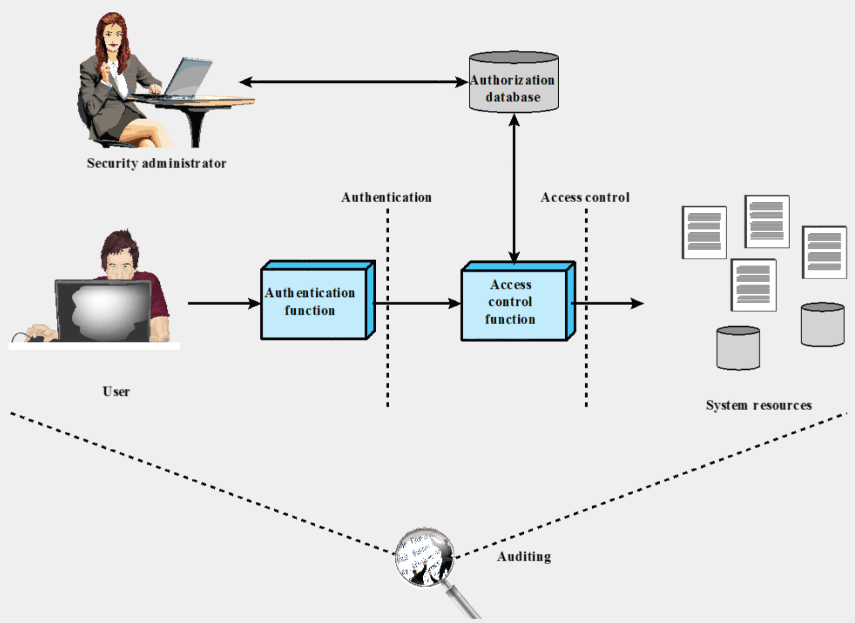 Authorization
database
Security administrator
Authentication
Access control
Authentication
function
Access
control
function
User
System resources
Auditing